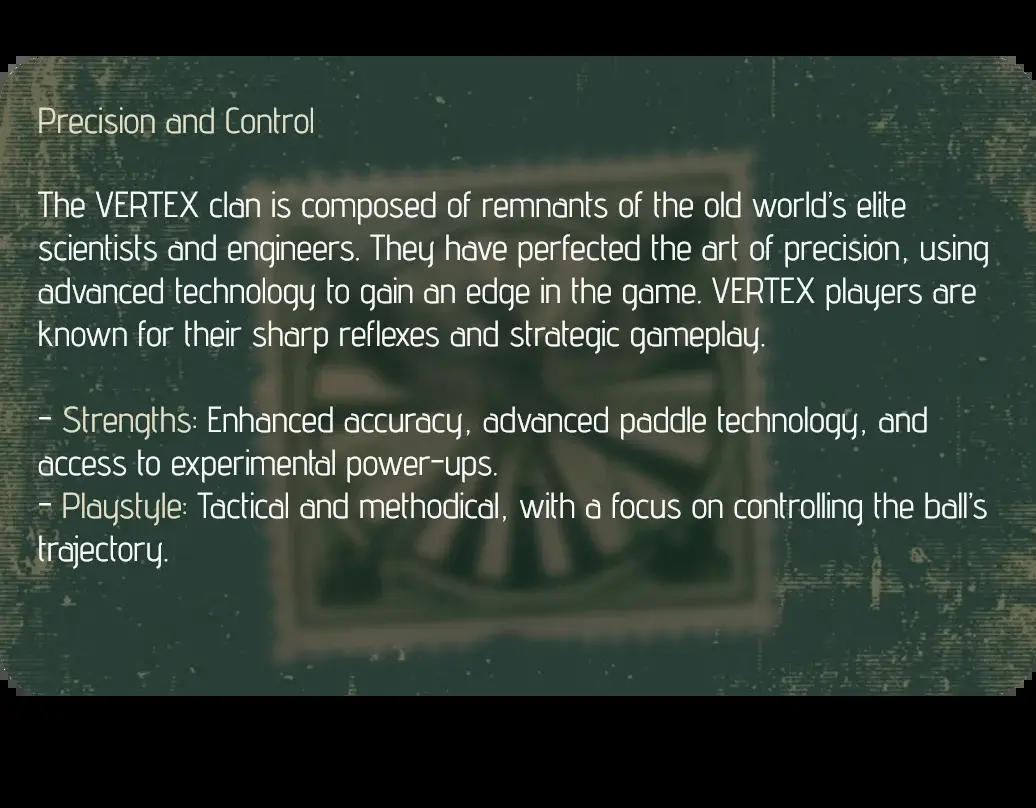 Precision and Control
The VERTEX clan is composed of remnants of the old world's elite
scientists and engineers. They have perfected the art of precision, using
advanced technology to gain an edge in the game. VERTEX players are
known for their sharp reflexes and strategic gameplay.
- Strengths: Enhanced accuracy, advanced paddle technology, and
access to experimental power-ups.
- Playstyle: Tactical and methodical, with a focus on controlling the ball's
trajectory.